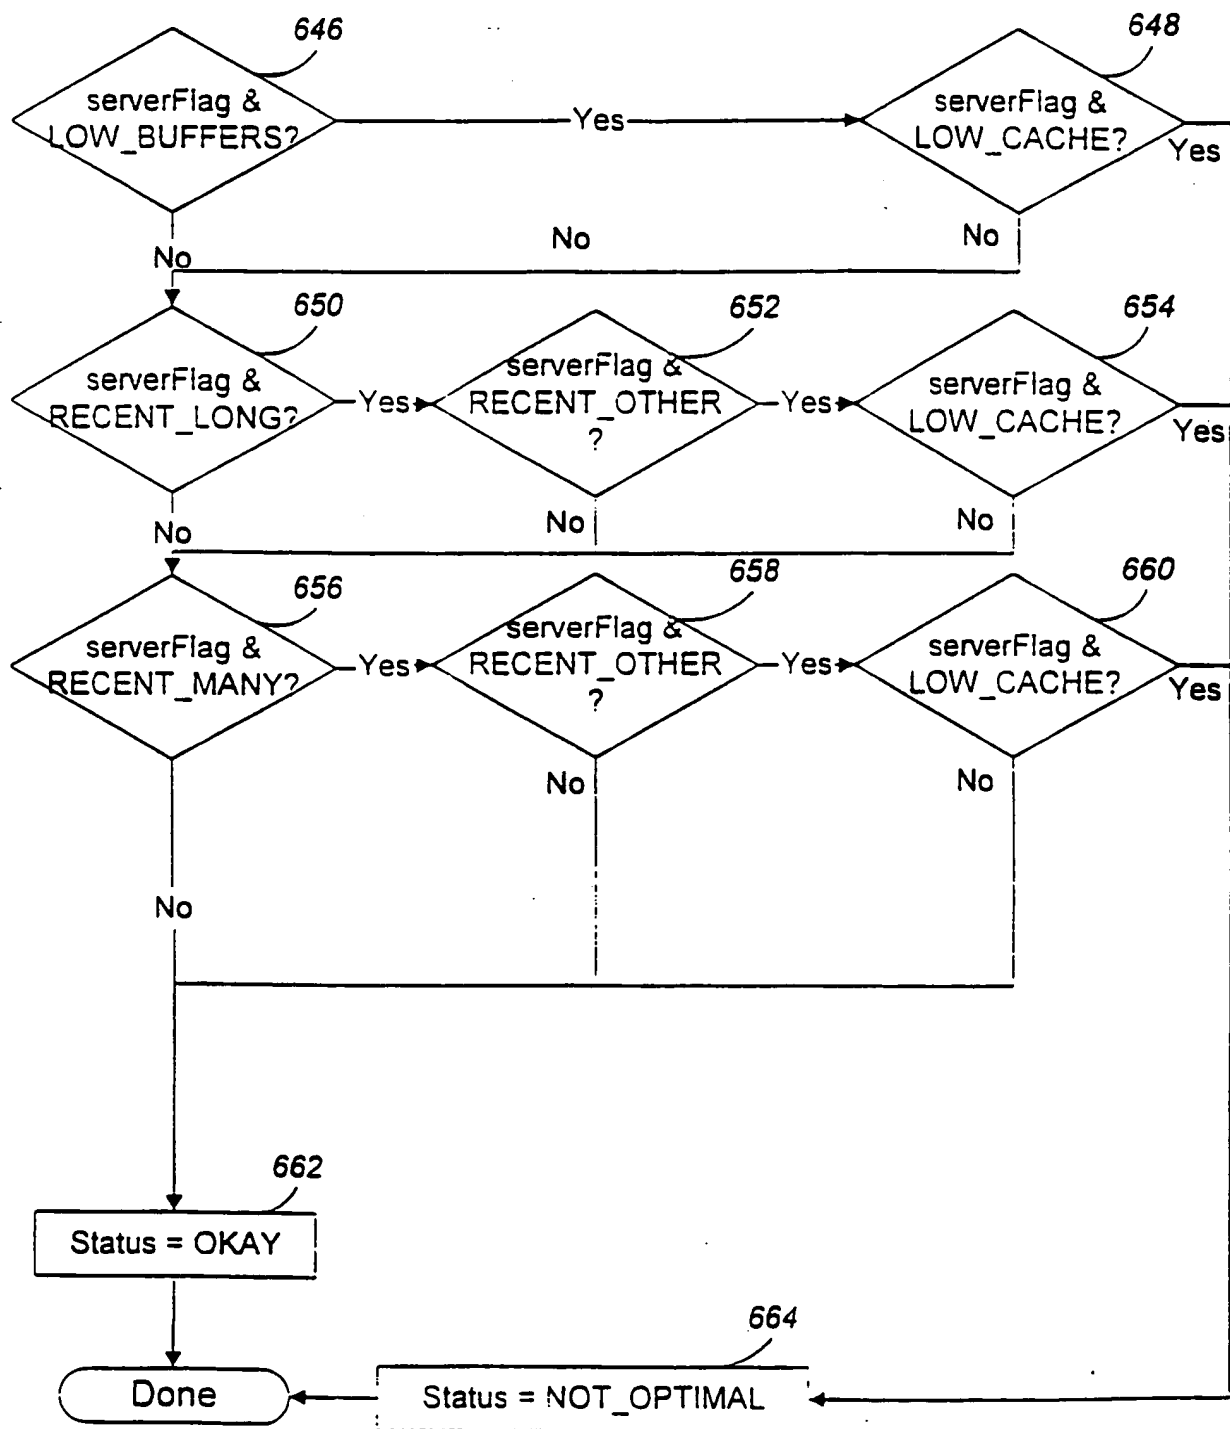 646
648
serverFlag &
LOW_BUFFERS?
Yes
serverFlag &
LOW_CACHE?
Yes
No
No
No
650
652
654
serverFlag &
RECENT_LONG?
Yes
serverFlag &
RECENT_OTHER
?
Yes
serverFlag &
LOW_CACHE?
Yes
No
No
No
656
658
660
serverFlag &
RECENT_MANY?
Yes
serverFlag &
RECENT_OTHER
?
Yes
serverFlag &
LOW_CACHE?
Yes
No
No
No
662
Status = OKAY
664
Done
Status = NOT_OPTIMAL